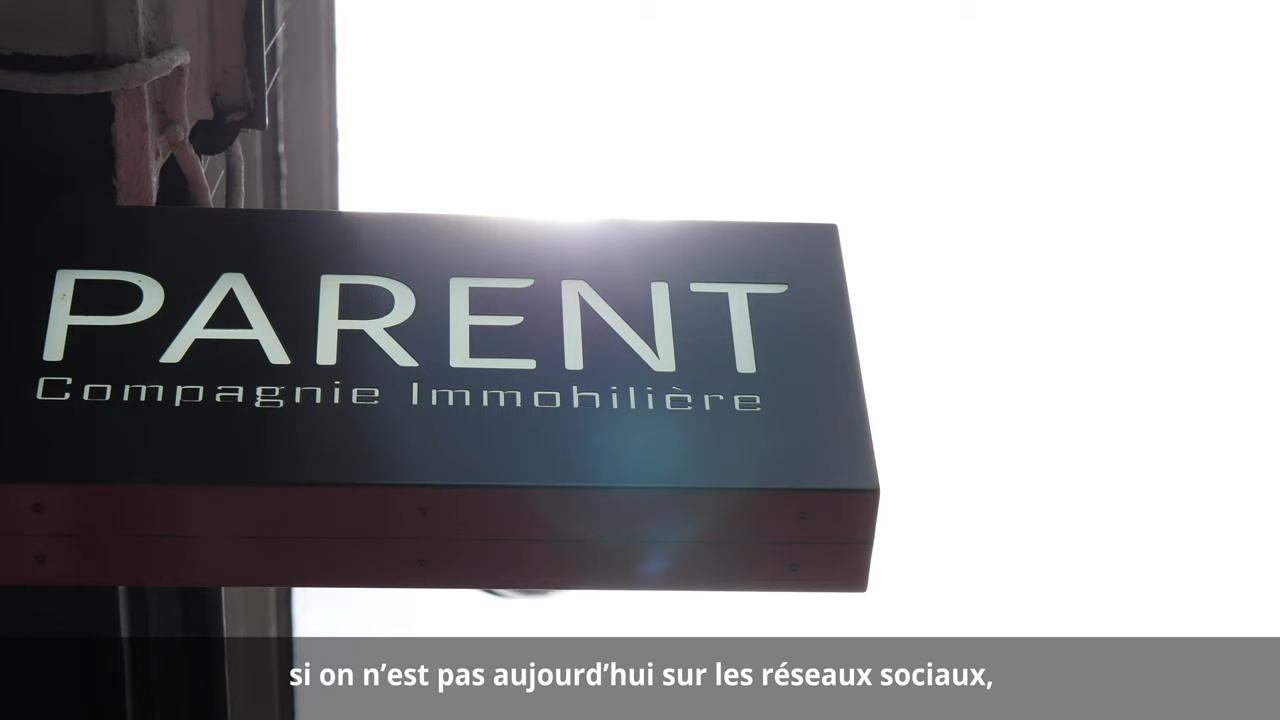 PARENT
Compagnie Immobilière
si on n’est pas aujourd’hui sur les réseaux sociaux,